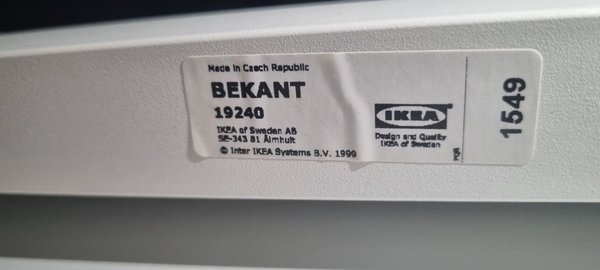 Made in Czech Republic
BEKANT
19240
IKEA of Sweden AB
SE-343 81 Älmhult
© Inter IKEA Systems B.V. 1999
IKEA
Design and Quality
IKEA of Sweden
1549